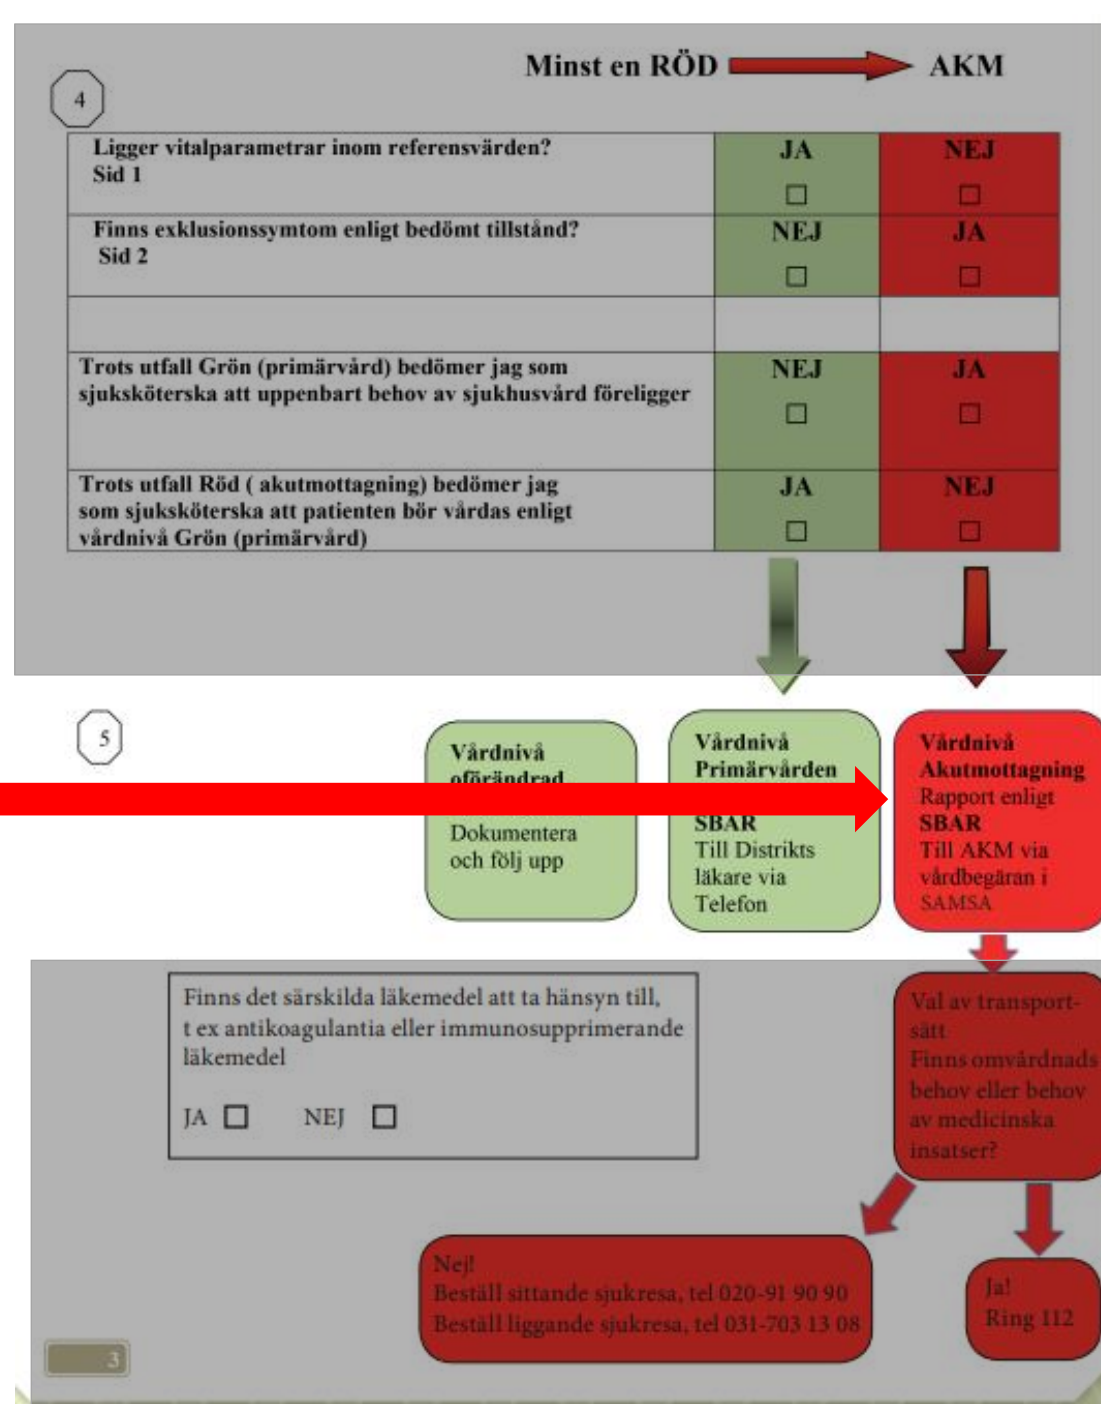 Minst en RÖD AKM
4
Ligger vitalparametrar inom referensvärden?
Sid 1
JA NEJ
Finns exklusionssymtom enligt bedömt tillstånd?
Sid 2
NEJ JA
Trots utfall Grön (primärvård) bedömer jag som
sjuksköterska att uppenbart behov av sjukhusvård föreligger
NEJ JA
Trots utfall Röd ( akutmottagning) bedömer jag
som sjuksköterska att patienten bör vårdas enligt
vårdnivå Grön (primärvård)
JA NEJ
5
Vårdnivå
oförändrad
Dokumentera
och följ upp
Vårdnivå
Primärvården
SBAR
Till Distrikts
läkare via
Telefon
Vårdnivå
Akutmottagning
Rapport enligt
SBAR
Till AKM via
vårdbegäran i
SAMSA
Finns det särskilda läkemedel att ta hänsyn till,
t ex antikoagulantia eller immunosupprimerande
läkemedel
JA NEJ
Val av transport-
sätt
Finns omvårdnads
behov eller behov
av medicinska
insatser?
Nej!
Beställ sittande sjukresa, tel 020-91 90 90
Beställ liggande sjukresa, tel 031-703 13 08
Ja!
Ring 112
3